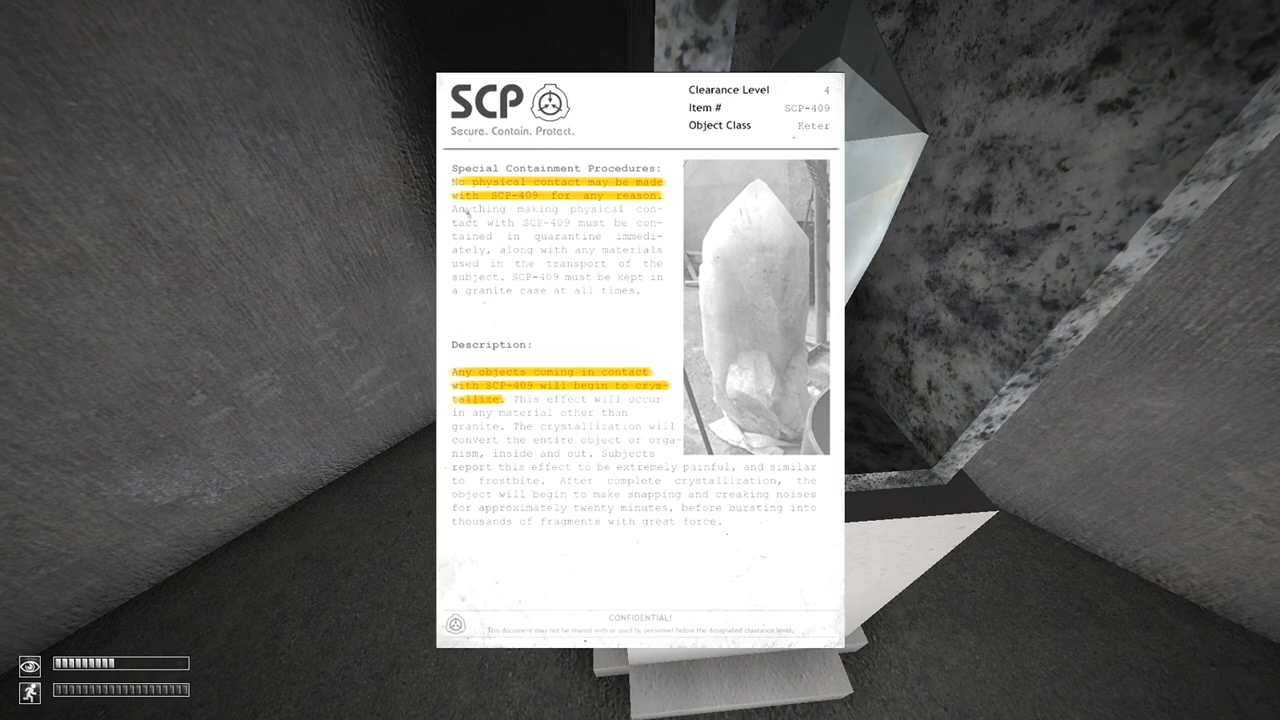 SCP
Secure. Contain. Protect.
Clearance Level 4
Item # SCP-409
Object Class Keter
Special Containment Procedures:
No physical contact may be made
with SCP-409 for any reason.
Anything making physical con-
tact with SCP-409 must be con-
tained in quarantine immedi-
ately, along with any materials
used in the transport of the
subject. SCP-409 must be kept in
a granite case at all times.
Description:
Any objects coming in contact
with SCP-409 will begin to crys-
tallize. This effect will occur
in any material other than
granite. The crystallization will
convert the entire object or orga-
nism, inside and out. Subjects
report this effect to be extremely painful, and similar
to frostbite. After complete crystallization, the
object will begin to make snapping and creaking noises
for approximately twenty minutes, before bursting into
thousands of fragments with great force.
CONFIDENTIAL!
This document may not be shared with or used by personnel below the designated clearance level.